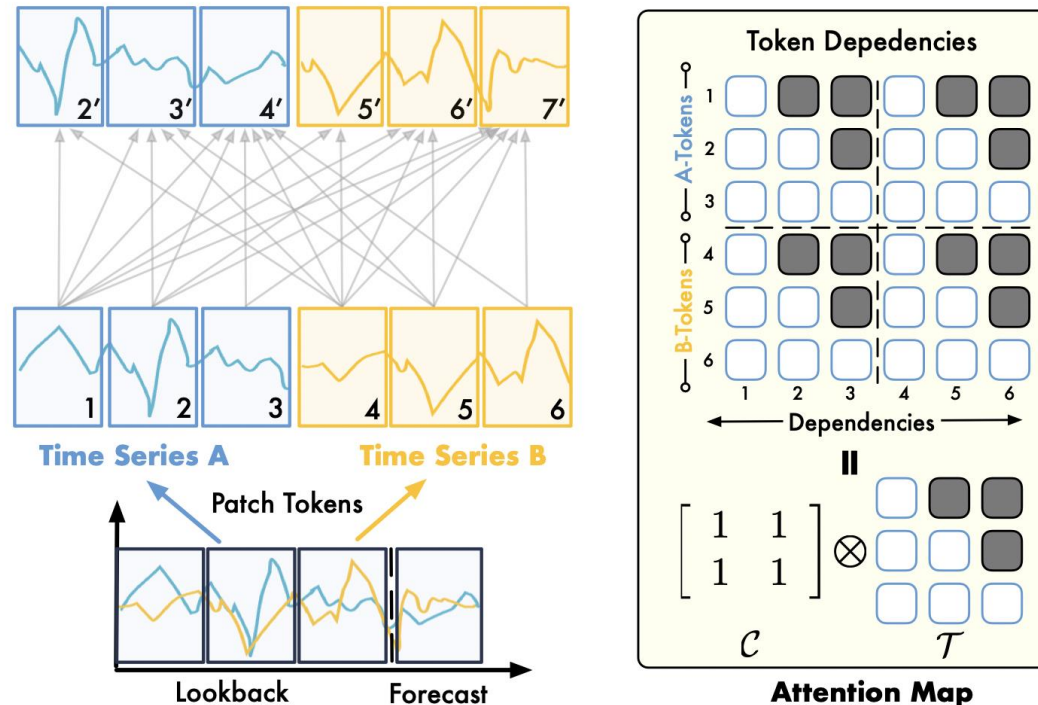 2′ 3′ 4′ 5′ 6′ 7′
1 2 3 4 5 6
Time Series A Time Series B
Patch Tokens
Lookback Forecast
Token Depedencies
A-Tokens
1
2
3
B-Tokens
4
5
6
1 2 3 4 5 6
Dependencies
=
[ 1 1
1 1 ] ⊗
C T
Attention Map